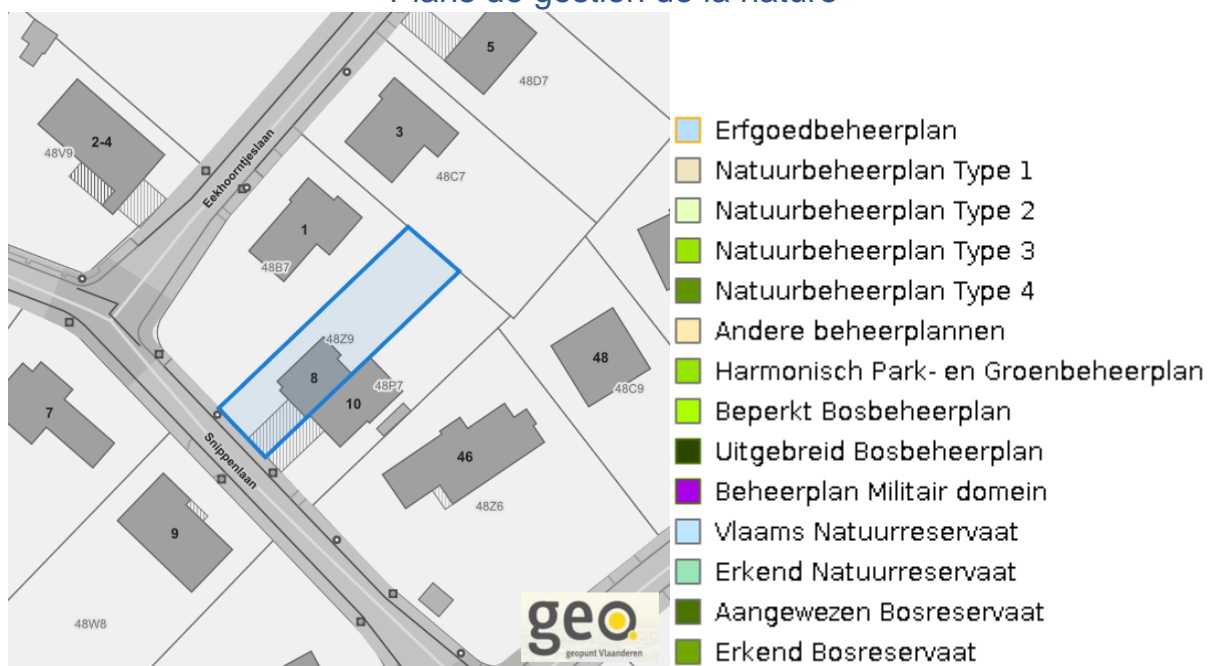 Plans de gestion de la nature
5
48D7
3
2-4
48V9
Eekhoorntjeslaan
48C7
1
48B7
48Z9
48
8
48P7
48C9
10
7
Snippenlaan
46
48Z6
9
48W8
geo
geopunt Vlaanderen
Erfgoedbeheerplan
Natuurbeheerplan Type 1
Natuurbeheerplan Type 2
Natuurbeheerplan Type 3
Natuurbeheerplan Type 4
Andere beheerplannen
Harmonisch Park- en Groenbeheerplan
Beperkt Bosbeheerplan
Uitgebreid Bosbeheerplan
Beheerplan Militair domein
Vlaams Natuurreservaat
Erkend Natuurreservaat
Aangewezen Bosreservaat
Erkend Bosreservaat